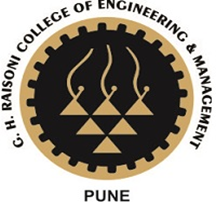 G. H. RAISONI COLLEGE OF ENGINEERING & MANAGEMENT
PUNE